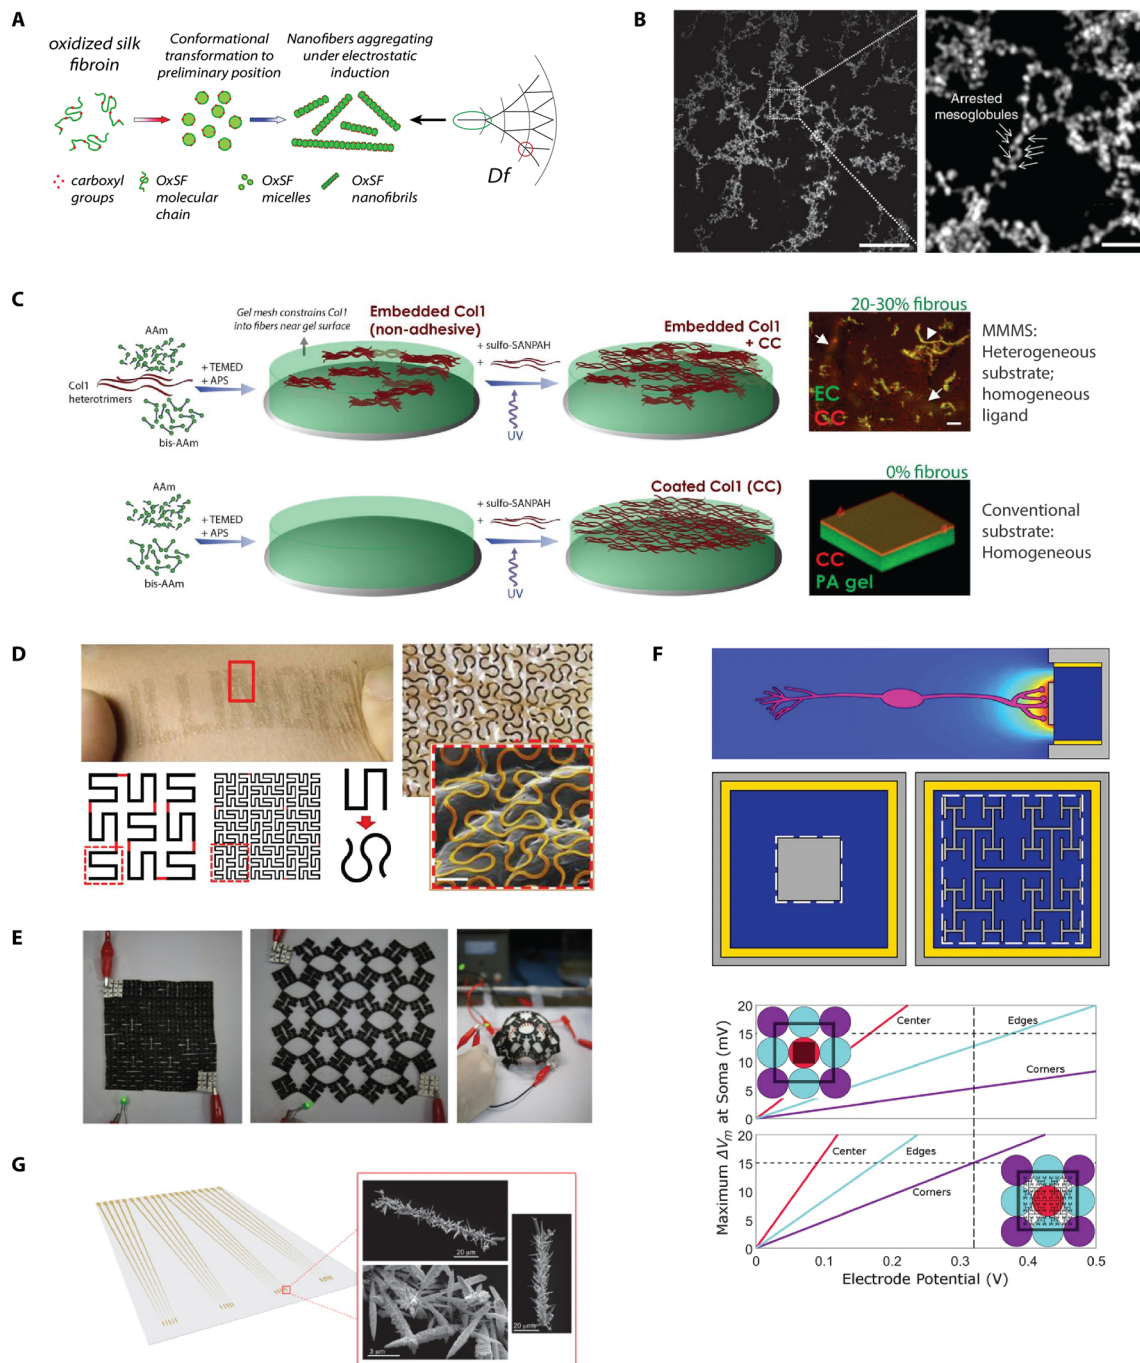 A
oxidized silk
fibroin
Conformational
transformation to
preliminary position
Nanofibers aggregating
under electrostatic
induction
Df
carboxyl
groups
OxSF
molecular
chain
OxSF
micelles
OxSF
nanofibrils
B
Arrested
mesoglobules
C
AAm
Col1
heterotrimers
bis-AAm
+ TEMED
+ APS
Gel mesh constrains Col1
into fibers near gel surface
Embedded Col1
(non-adhesive)
+ sulfo-SANPAH
+
UV
Embedded Col1
+ CC
20-30% fibrous
EC
CC
MMMS:
Heterogeneous
substrate;
homogeneous
ligand
AAm
bis-AAm
+ TEMED
+ APS
+ sulfo-SANPAH
+
UV
Coated Col1 (CC)
0% fibrous
CC
PA gel
Conventional
substrate:
Homogeneous
D
E
F
Maximum ΔVm at Soma (mV)
20
15
10
5
0
Center
Edges
Corners
20
15
10
5
0
Center
Edges
Corners
0
0.1
0.2
0.3
0.4
0.5
Electrode Potential (V)
G
20 µm
3 µm
20 µm